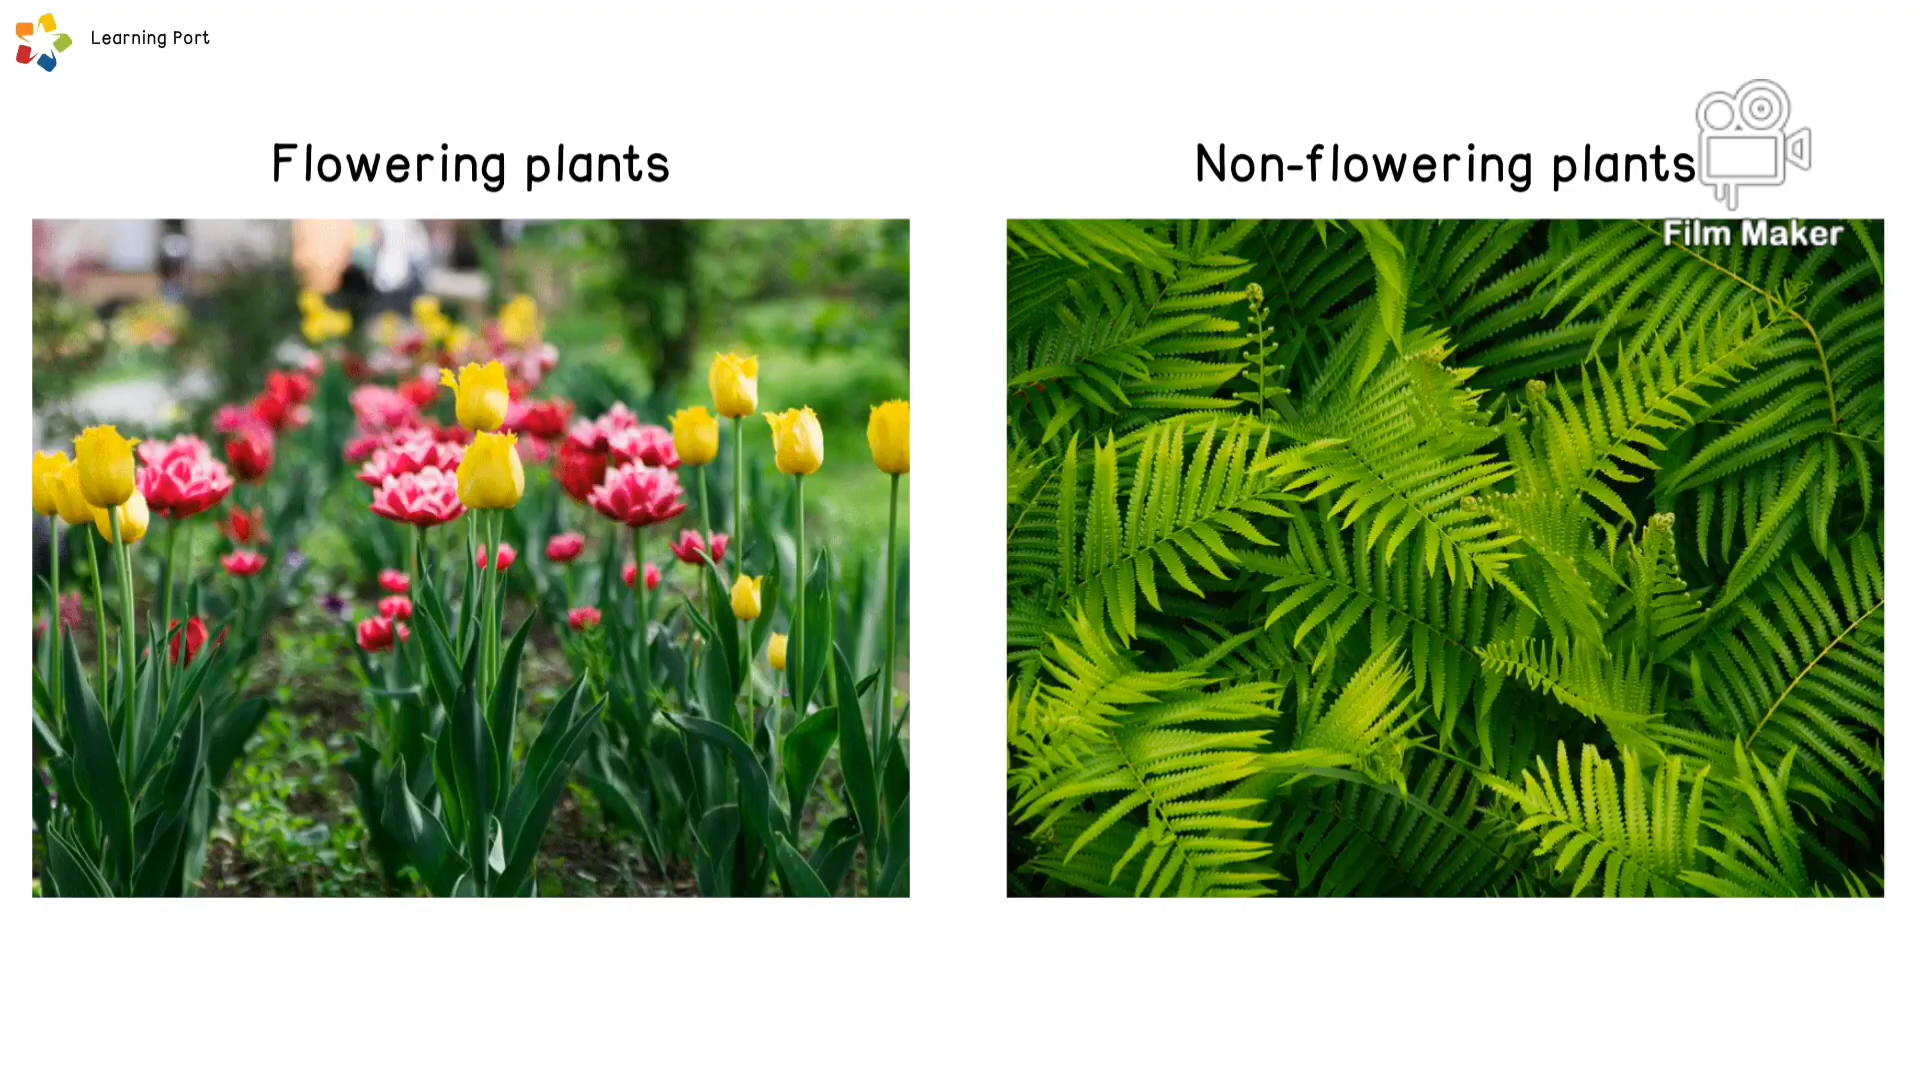 Learning Port
Flowering plants
Non-flowering plants
Film Maker